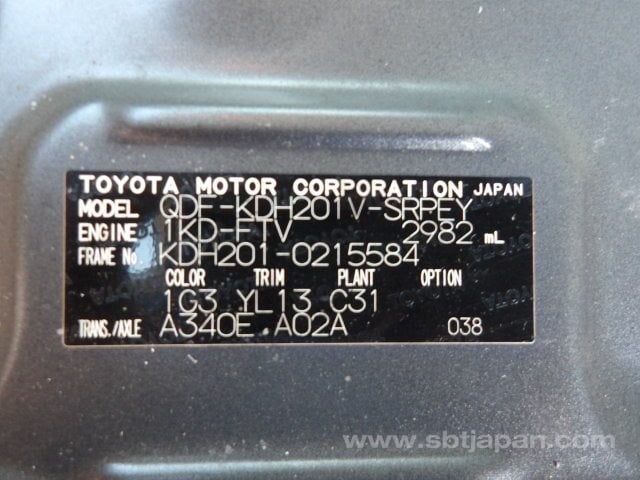 TOYOTA MOTOR CORPORATION JAPAN
MODEL QDF-KDH201V-SRPEY
ENGINE 1KD-FTV 2982 mL
FRAME No. KDH201-0215584
COLOR TRIM PLANT OPTION
1G3 YL13 C31
TRANS./AXLE A340E A02A 038
www.sbtjapan.com